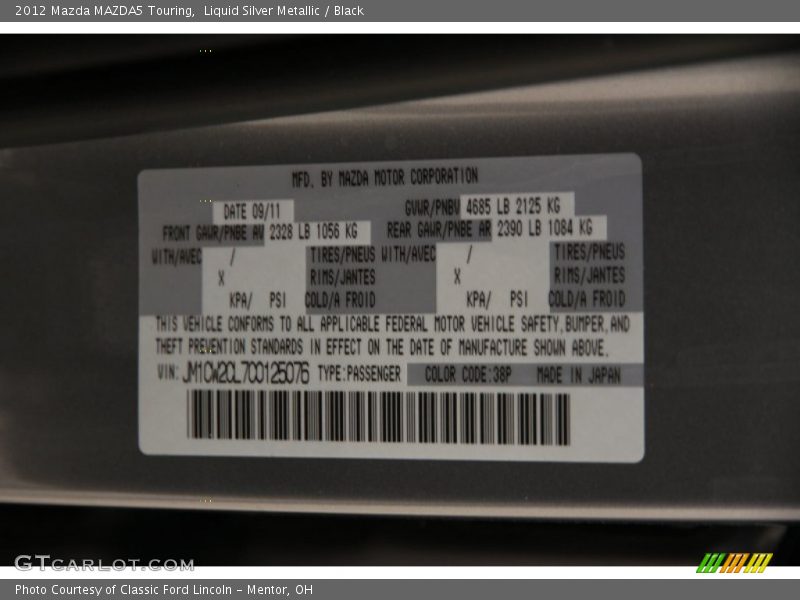 2012 Mazda MAZDA5 Touring,  Liquid Silver Metallic / Black
MFD. BY MAZDA MOTOR CORPORATION
DATE 09/11 GVWR/PNBV 4685 LB 2125 KG
FRONT GAWR/PNBE AV 2328 LB 1056 KG REAR GAWR/PNBE AR 2390 LB 1084 KG
WITH/AVEC / TIRES/PNEUS WITH/AVEC / TIRES/PNEUS
X RIMS/JANTES X RIMS/JANTES
KPA/ PSI COLD/A FROID KPA/ PSI COLD/A FROID
THIS VEHICLE CONFORMS TO ALL APPLICABLE FEDERAL MOTOR VEHICLE SAFETY,BUMPER,AND
THEFT PREVENTION STANDARDS IN EFFECT ON THE DATE OF MANUFACTURE SHOWN ABOVE.
VIN: JM1CW2CL7C0125076 TYPE:PASSENGER COLOR CODE:38P MADE IN JAPAN
GTCARLOT.COM
Photo Courtesy of Classic Ford Lincoln - Mentor, OH